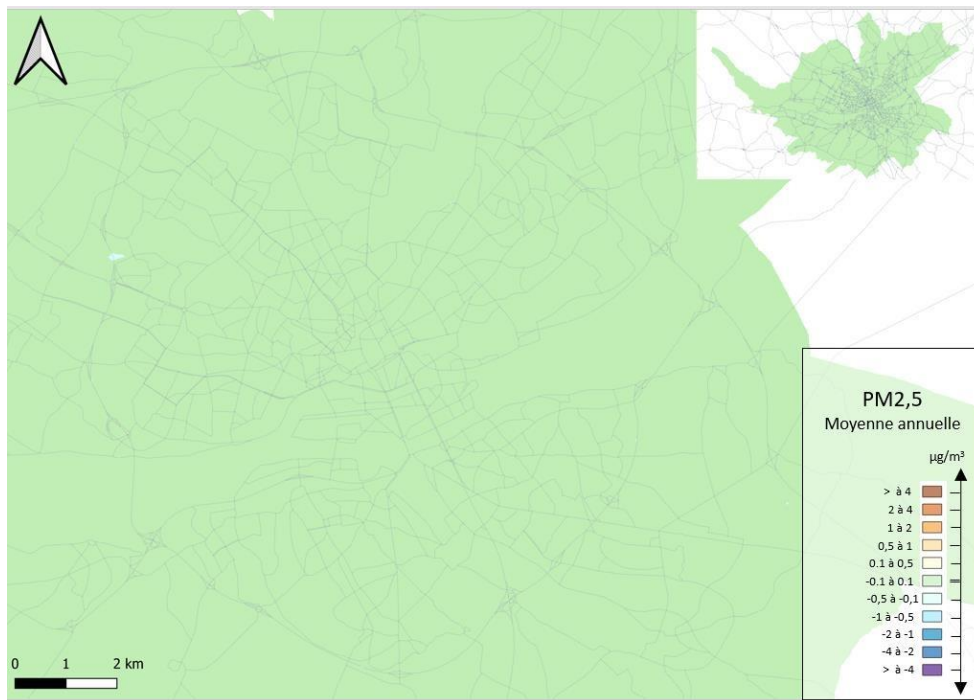 PM2,5
Moyenne annuelle
µg/m³
> à 4
2 à 4
1 à 2
0,5 à 1
0.1 à 0,5
-0.1 à 0.1
-0,5 à -0,1
-1 à -0,5
-2 à -1
-4 à -2
> à -4
0 1 2 km